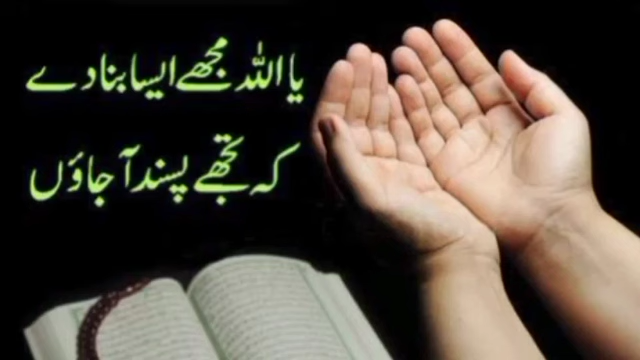 یا اللہ مجھے ایسا بنا دے
کہ تجھے پسند آ جاؤں